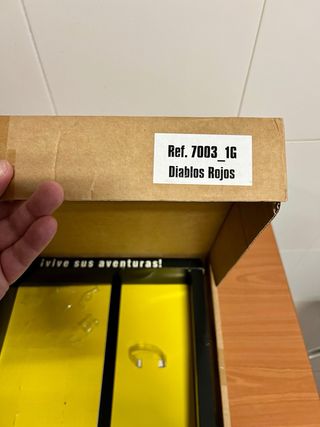 Ref. 7003_1G
Diablos Rojos
¡vive sus aventuras!